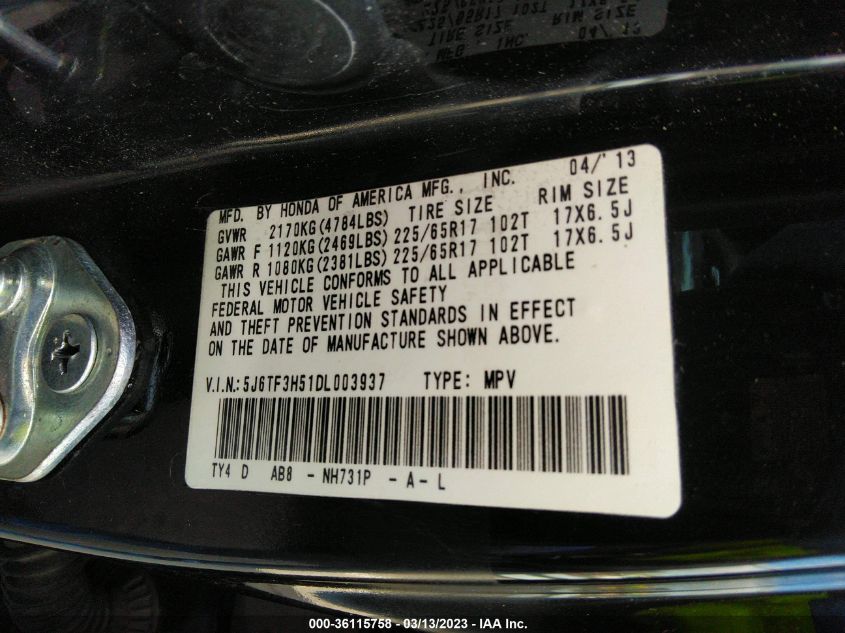 MFD. BY HONDA OF AMERICA MFG., INC. 04/'13
GVWR 2170KG(4784LBS) TIRE SIZE RIM SIZE
GAWR F 1120KG(2469LBS) 225/65R17 102T 17X6.5J
GAWR R 1080KG(2381LBS) 225/65R17 102T 17X6.5J
THIS VEHICLE CONFORMS TO ALL APPLICABLE
FEDERAL MOTOR VEHICLE SAFETY
AND THEFT PREVENTION STANDARDS IN EFFECT
ON THE DATE OF MANUFACTURE SHOWN ABOVE.
V.I.N.:5J6TF3H51DL003937 TYPE: MPV
TY4 D AB8 - NH731P - A - L
000-36115758 - 03/13/2023 - IAA Inc.